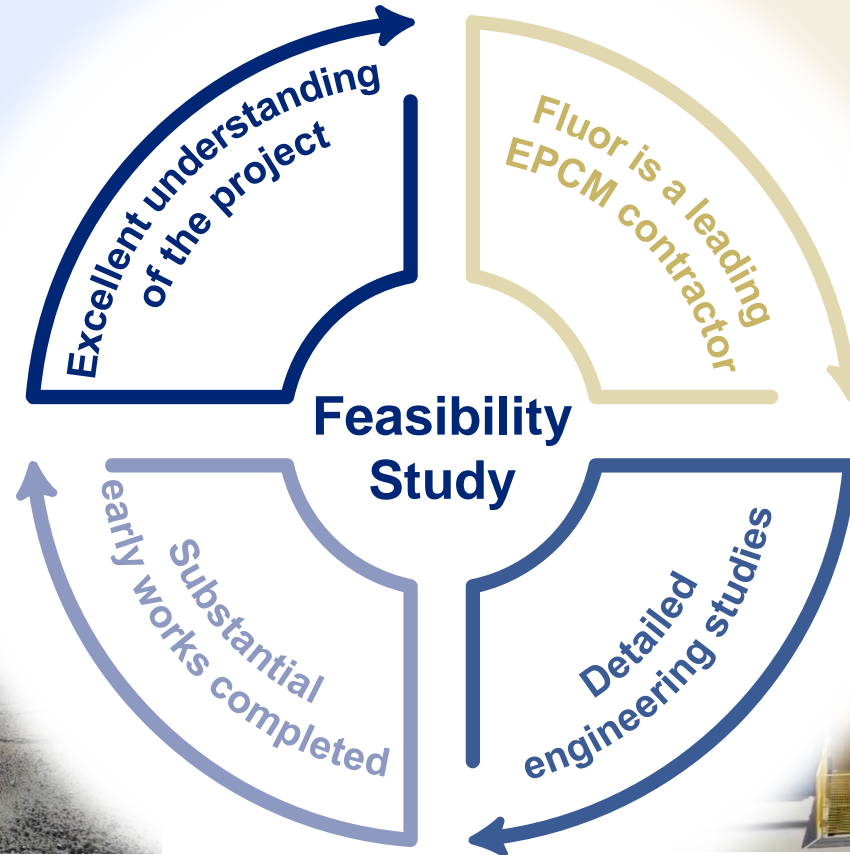 Excellent understanding
of the project
Fluor is a leading
EPCM contractor
Feasibility
Study
Substantial
early works completed
Detailed
engineering studies